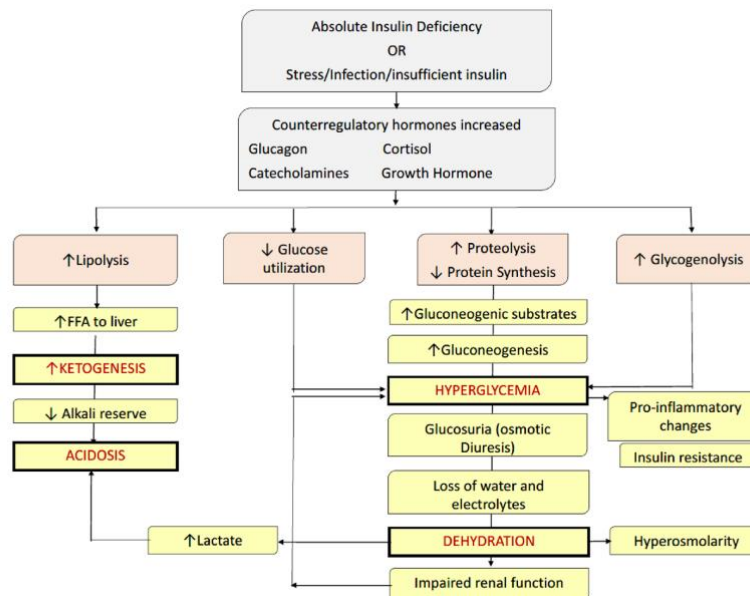 Absolute Insulin Deficiency
OR
Stress/Infection/insufficient insulin
Counterregulatory hormones increased
Glucagon Cortisol
Catecholamines Growth Hormone
↑Lipolysis
↓ Glucose
utilization
↑ Proteolysis
↓ Protein Synthesis
↑ Glycogenolysis
↑FFA to liver
↑Gluconeogenic substrates
↑KETOGENESIS
↑Gluconeogenesis
↓ Alkali reserve
HYPERGLYCEMIA
Pro-inflammatory
changes
ACIDOSIS
Glucosuria (osmotic
Diuresis)
Insulin resistance
Loss of water and
electrolytes
↑Lactate
DEHYDRATION
Hyperosmolarity
Impaired renal function